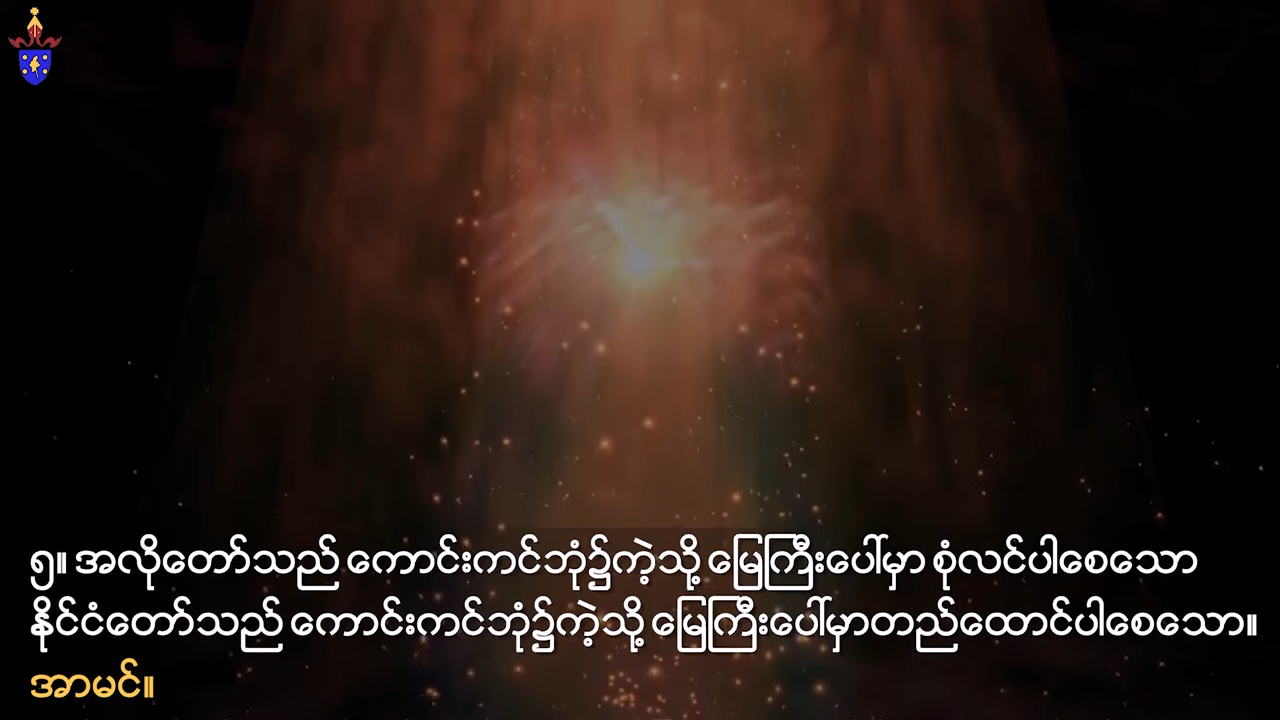 ၅။ အလိုတော်သည် ကောင်းကင်ဘုံ၌ကဲ့သို့ မြေကြီးပေါ်မှာ စုံလင်ပါစေသော
နိုင်ငံတော်သည် ကောင်းကင်ဘုံ၌ကဲ့သို့ မြေကြီးပေါ်မှာတည်ထောင်ပါစေသော။
အာမင်။